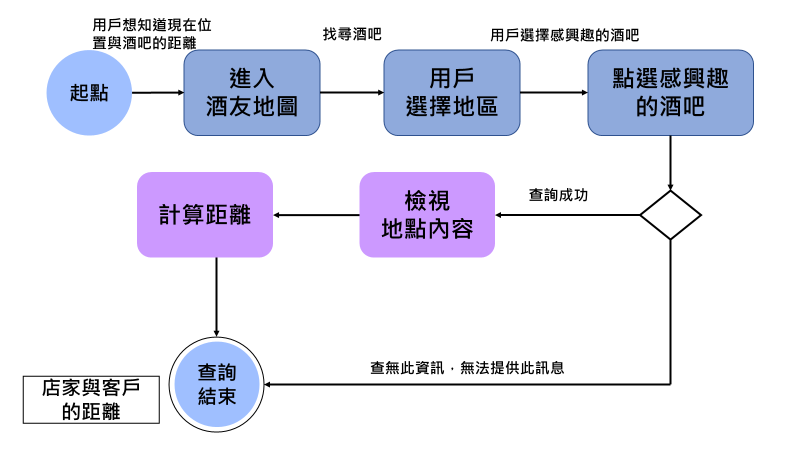 用戶想知道現在位
置與酒吧的距離
找尋酒吧
用戶選擇感興趣的酒吧
起點
進入
酒友地圖
用戶
選擇地區
點選感興趣
的酒吧
計算距離
檢視
地點內容
查詢成功
查詢
結束
查無此資訊，無法提供此訊息
店家與客戶
的距離